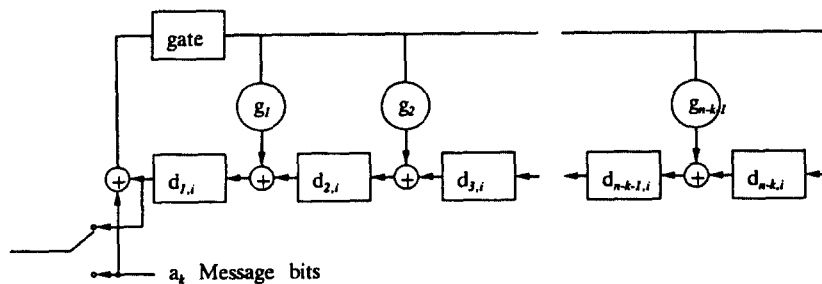 gate
g₁
g₂
gₙ₋ₖ₋₁
d₁,ᵢ
d₂,ᵢ
d₃,ᵢ
dₙ₋ₖ₋₁,ᵢ
dₙ₋ₖ,ᵢ
aₖ Message bits